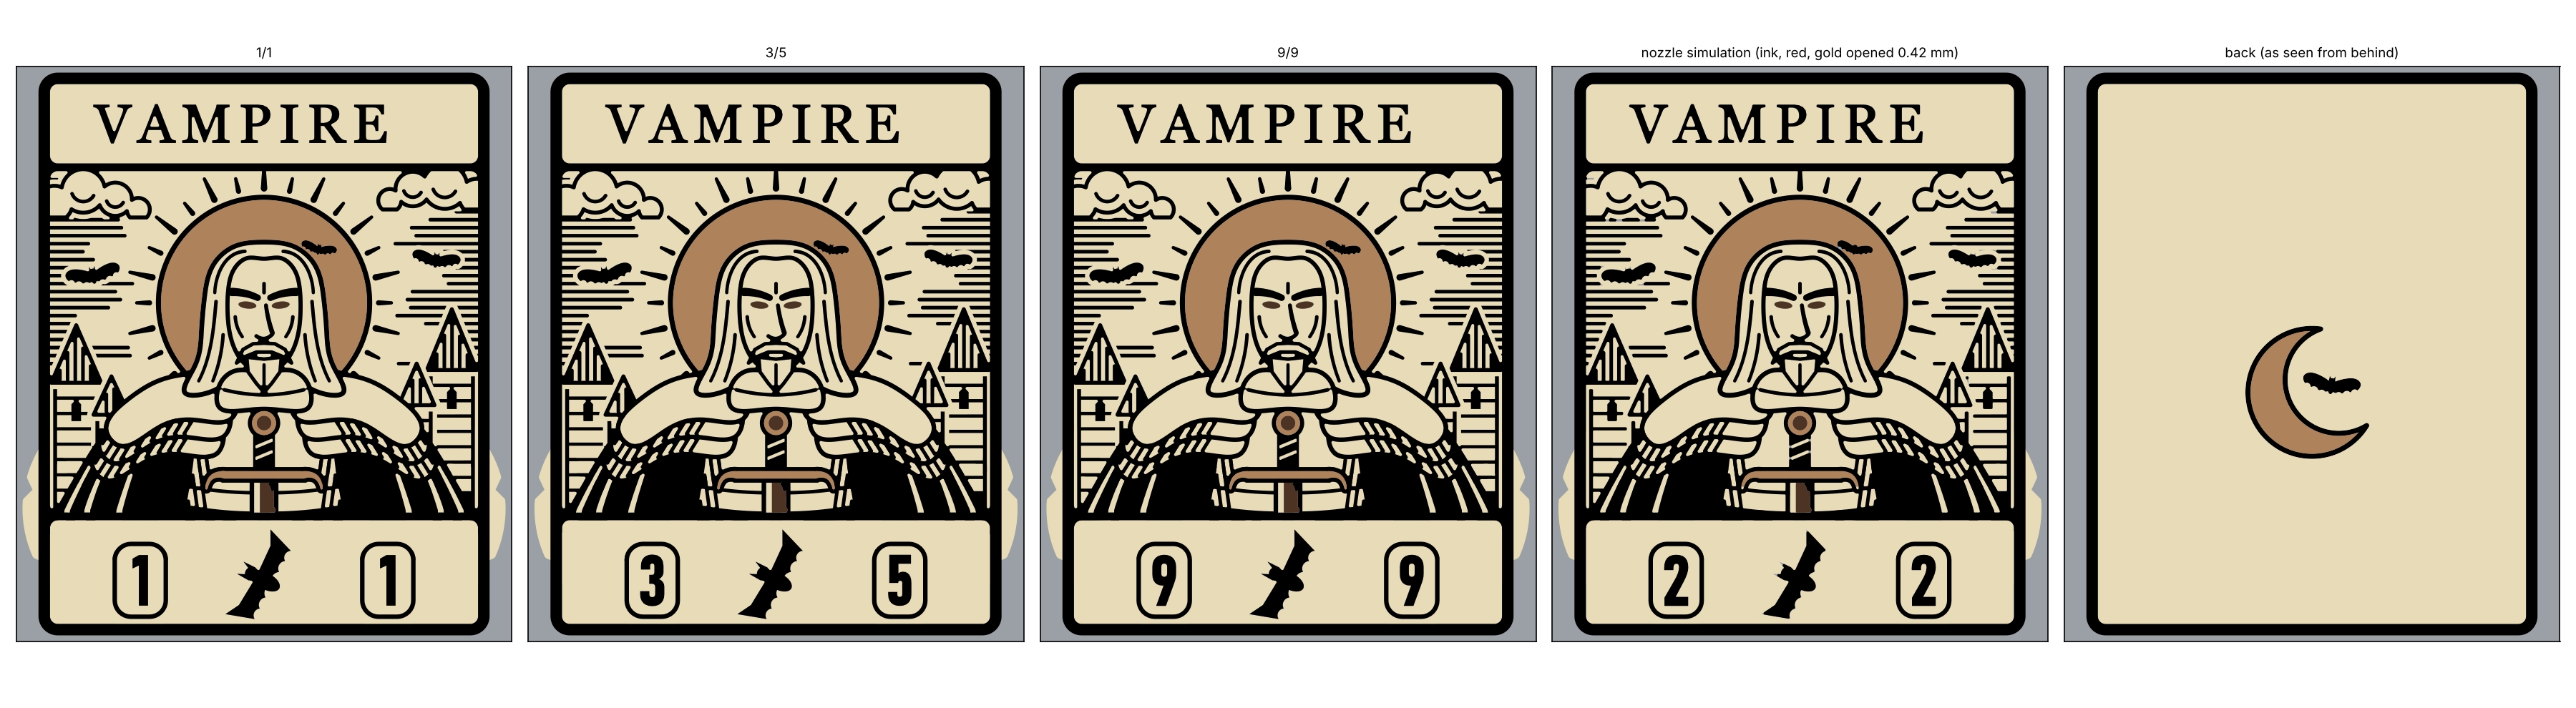 1/1
3/5
9/9
nozzle simulation (ink, red, gold opened 0.42 mm)
back (as seen from behind)
VAMPIRE
VAMPIRE
VAMPIRE
VAMPIRE
1 1
3 5
9 9
2 2